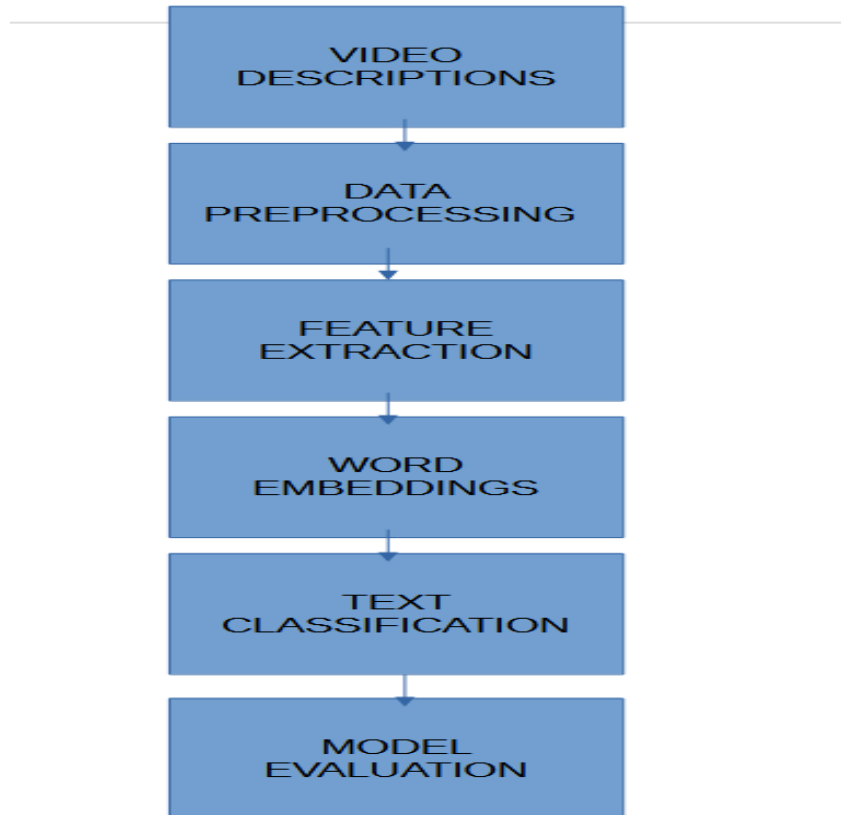 VIDEO
DESCRIPTIONS
DATA
PREPROCESSING
FEATURE
EXTRACTION
WORD
EMBEDDINGS
TEXT
CLASSIFICATION
MODEL
EVALUATION